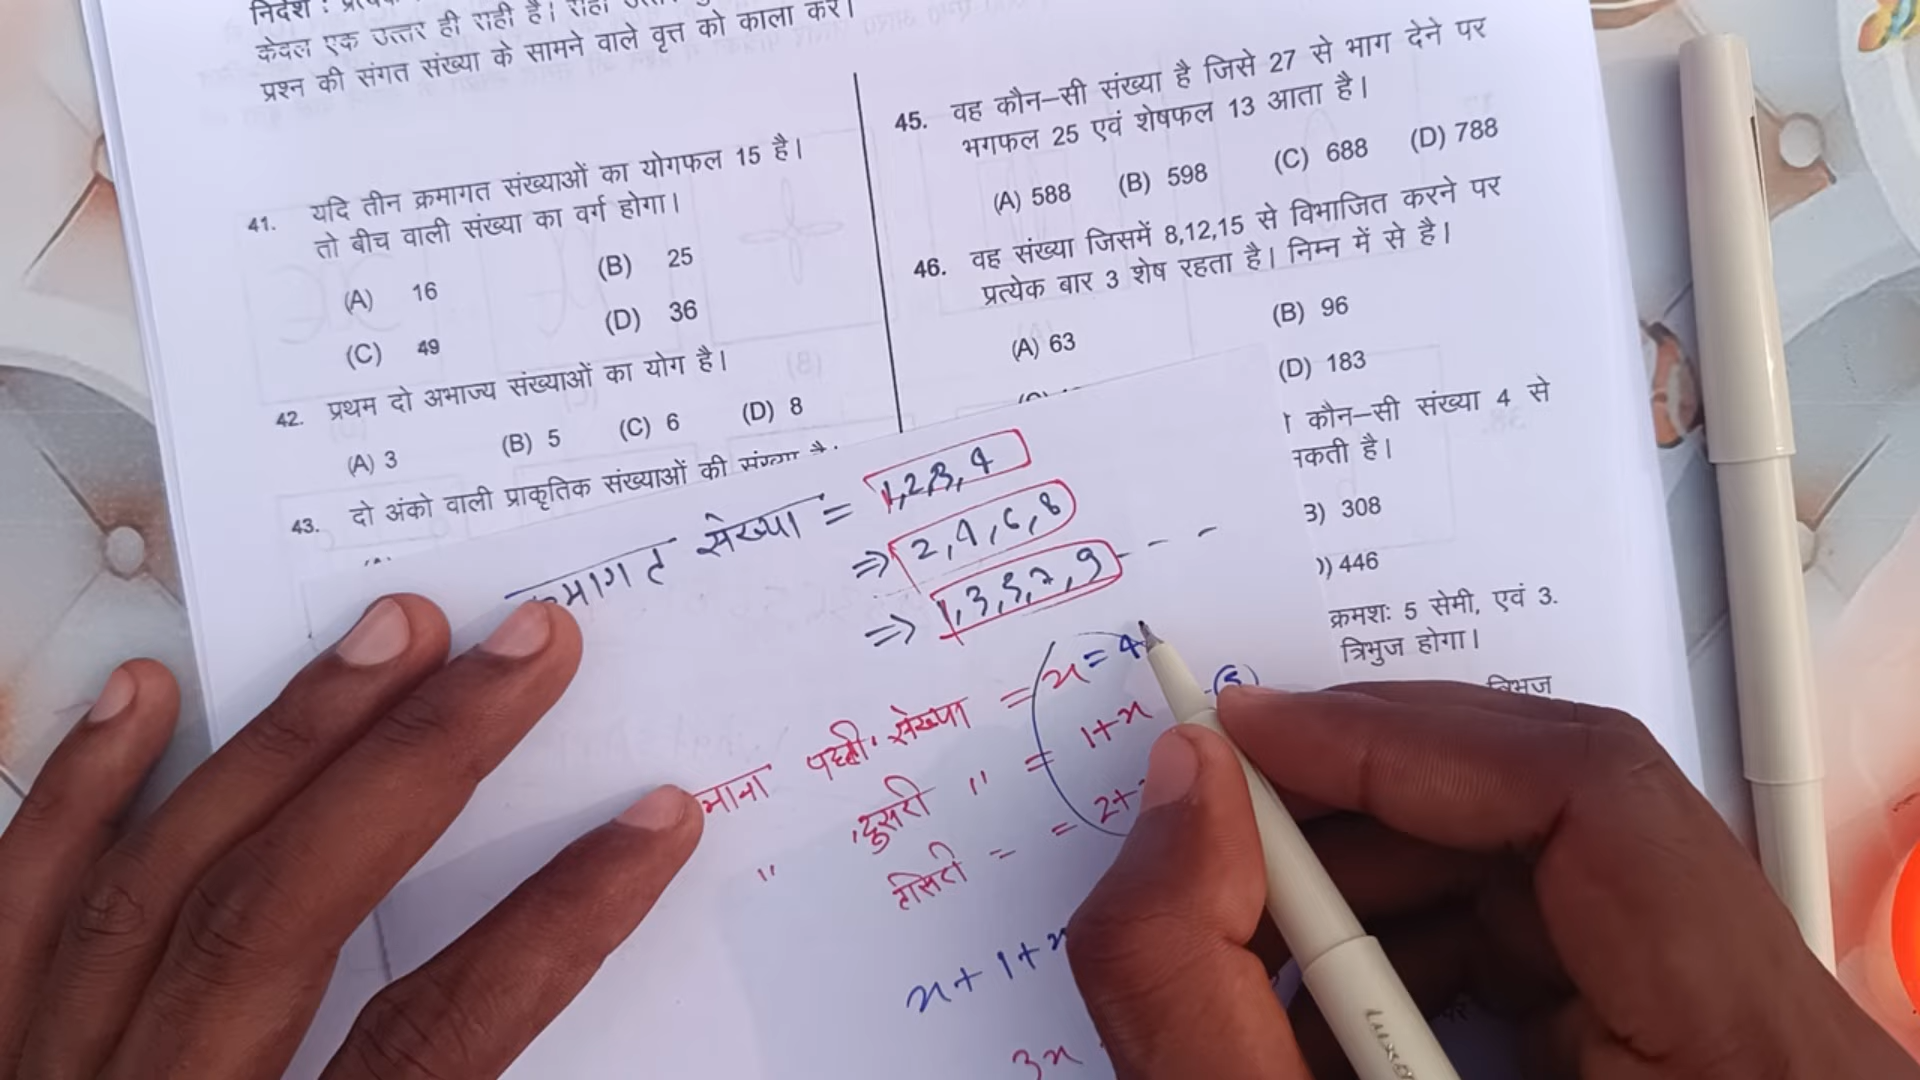 निर्देश :
केवल एक उत्तर ही सही है।
प्रश्न की संगत संख्या के सामने वाले वृत्त को काला करें।
41. यदि तीन क्रमागत संख्याओं का योगफल 15 है।
तो बीच वाली संख्या का वर्ग होगा।
(A) 16 (B) 25
(C) 49 (D) 36
42. प्रथम दो अभाज्य संख्याओं का योग है।
(A) 3 (B) 5 (C) 6 (D) 8
43. दो अंको वाली प्राकृतिक संख्याओं की संख्या है
45. वह कौन–सी संख्या है जिसे 27 से भाग देने पर
भगफल 25 एवं शेषफल 13 आता है।
(A) 588 (B) 598 (C) 688 (D) 788
46. वह संख्या जिसमें 8,12,15 से विभाजित करने पर
प्रत्येक बार 3 शेष रहता है। निम्न में से है।
(A) 63 (B) 96
(D) 183
कौन–सी संख्या 4 से
308
446
क्रमशः 5 सेमी, एवं 3.
त्रिभुज होगा।
त्रिभुज
संख्या = 1,2,3,4
⇒ 2,4,6,8
⇒ 1,3,5,7,9 - - -
माना पहली संख्या = x = 4
" दुसरी " = 1+x (5)
तीसरी = = 2+
x + 1 + x
3x
luxor